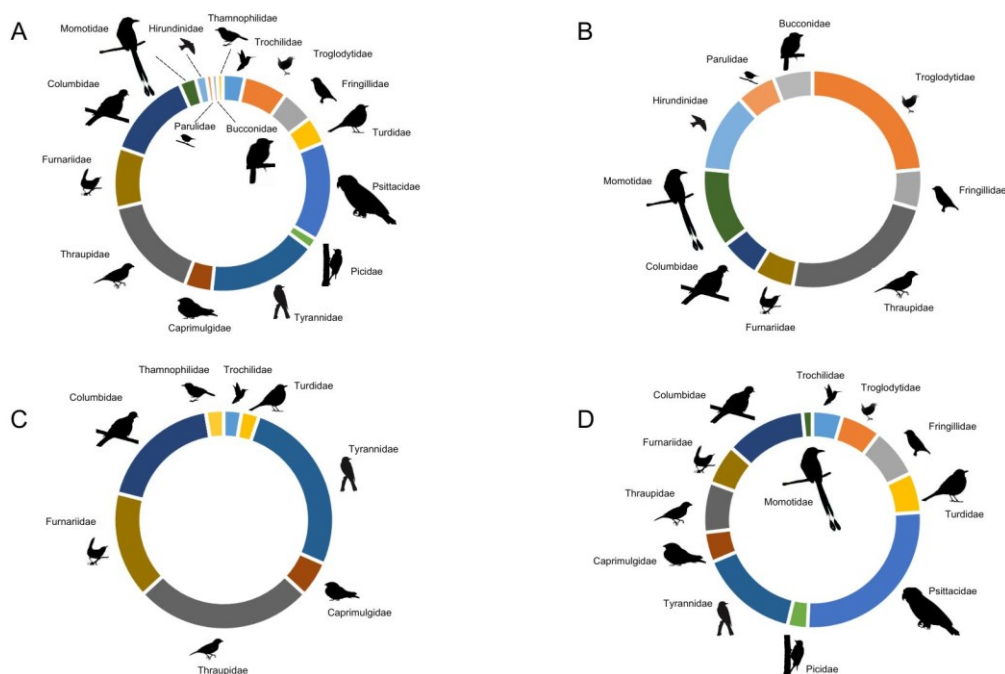 A
Momotidae
Hirundinidae
Thamnophilidae
Trochilidae
Troglodytidae
Fringillidae
Turdidae
Columbidae
Parulidae
Bucconidae
Furnariidae
Psittacidae
Thraupidae
Picidae
Caprimulgidae
Tyrannidae
B
Bucconidae
Parulidae
Troglodytidae
Hirundinidae
Momotidae
Fringillidae
Columbidae
Thraupidae
Furnariidae
C
Thamnophilidae
Trochilidae
Turdidae
Columbidae
Tyrannidae
Furnariidae
Caprimulgidae
Thraupidae
D
Trochilidae
Troglodytidae
Columbidae
Fringillidae
Furnariidae
Thraupidae
Momotidae
Turdidae
Caprimulgidae
Tyrannidae
Psittacidae
Picidae